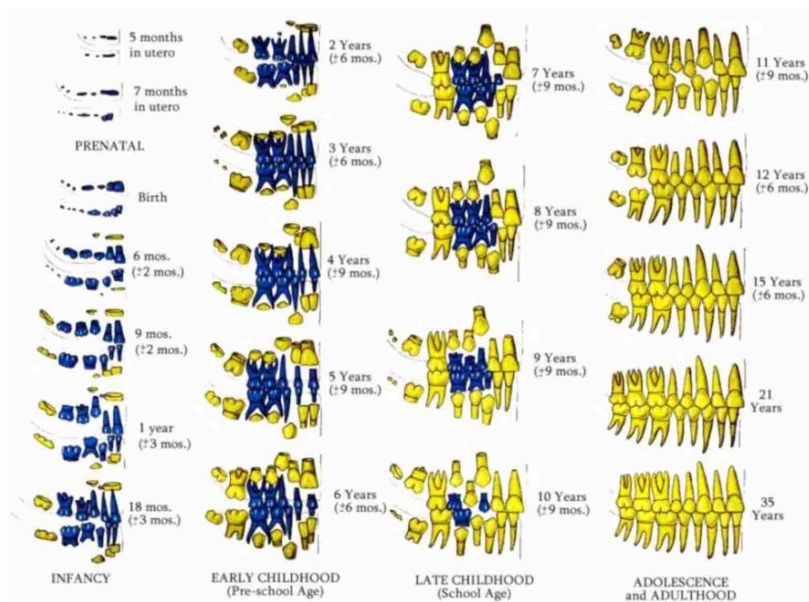 5 months
in utero
7 months
in utero
PRENATAL
Birth
6 mos.
(±2 mos.)
9 mos.
(±2 mos.)
1 year
(±3 mos.)
18 mos.
(±3 mos.)
INFANCY
2 Years
(±6 mos.)
3 Years
(±6 mos.)
4 Years
(±9 mos.)
5 Years
(±9 mos.)
6 Years
(±6 mos.)
EARLY CHILDHOOD
(Pre-school Age)
7 Years
(±9 mos.)
8 Years
(±9 mos.)
9 Years
(±9 mos.)
10 Years
(±9 mos.)
LATE CHILDHOOD
(School Age)
11 Years
(±9 mos.)
12 Years
(±6 mos.)
15 Years
(±6 mos.)
21
Years
35
Years
ADOLESCENCE
and ADULTHOOD